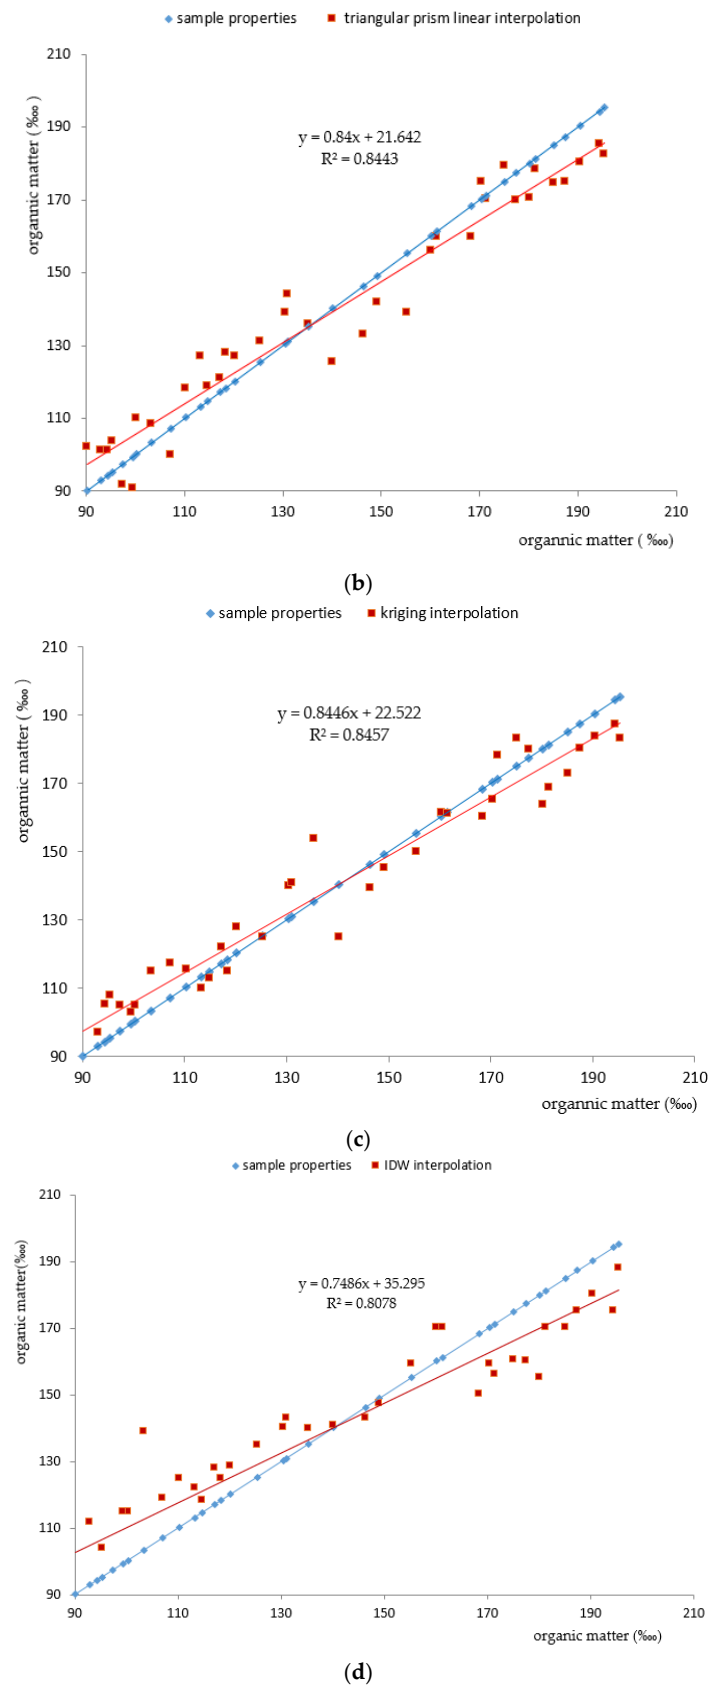 sample properties triangular prism linear interpolation
210
190
170
150
130
110
90
organnic matter ( ‱ )
y = 0.84x + 21.642
R² = 0.8443
90 110 130 150 170 190 210
organnic matter ( ‱)
(b)
sample properties kriging interpolation
210
190
170
150
130
110
90
organnic matter ( ‱ )
y = 0.8446x + 22.522
R² = 0.8457
90 110 130 150 170 190 210
organnic matter (‱)
(c)
sample properties IDW interpolation
210
190
170
150
130
110
90
organic matter(‱)
y = 0.7486x + 35.295
R² = 0.8078
90 110 130 150 170 190 210
organic matter (‱)
(d)